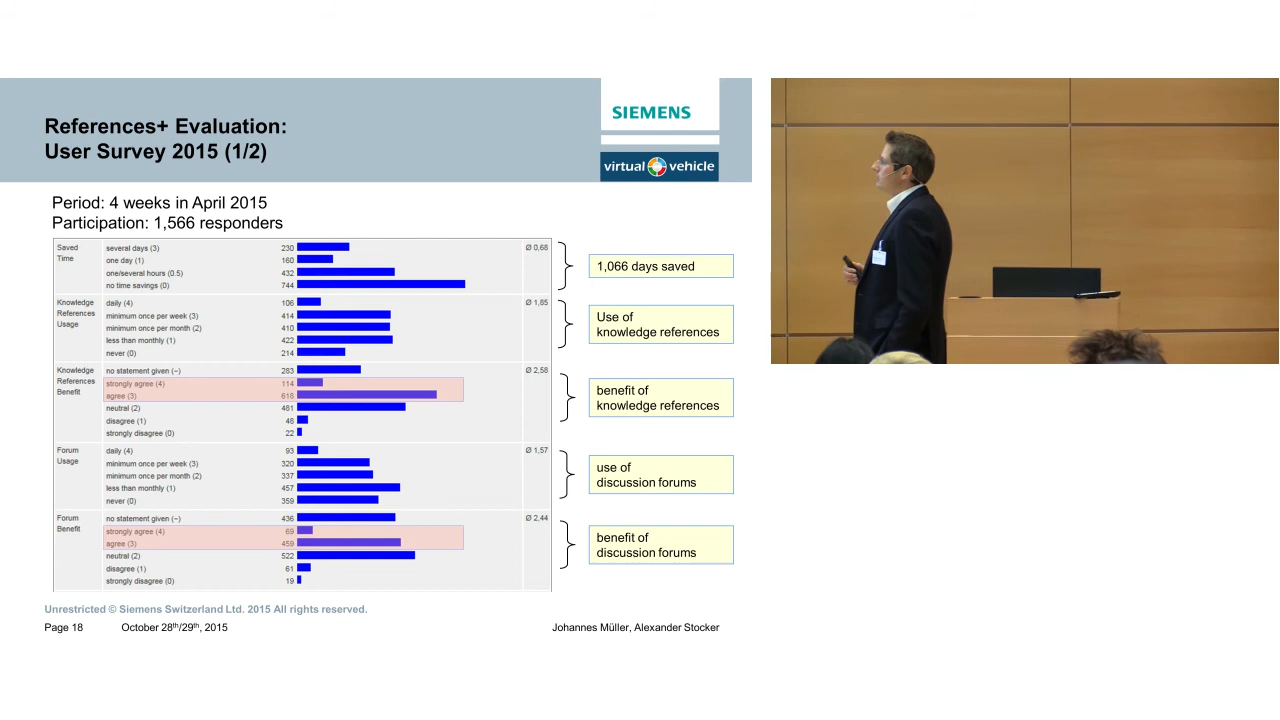 References+ Evaluation:
User Survey 2015 (1/2)
SIEMENS
virtual vehicle
Period: 4 weeks in April 2015
Participation: 1,566 responders
Saved Time
several days (3) 230 Ø 0,68
one day (1) 160
one/several hours (0.5) 432
no time savings (0) 744
1,066 days saved
Knowledge References Usage
daily (4) 106 Ø 1,85
minimum once per week (3) 414
minimum once per month (2) 410
less than monthly (1) 422
never (0) 214
Use of
knowledge references
Knowledge References Benefit
no statement given (–) 283 Ø 2,58
strongly agree (4) 114
agree (3) 618
neutral (2) 481
disagree (1) 48
strongly disagree (0) 22
benefit of
knowledge references
Forum Usage
daily (4) 93 Ø 1,57
minimum once per week (3) 320
minimum once per month (2) 337
less than monthly (1) 457
never (0) 359
use of
discussion forums
Forum Benefit
no statement given (–) 436 Ø 2,44
strongly agree (4) 69
agree (3) 459
neutral (2) 522
disagree (1) 61
strongly disagree (0) 19
benefit of
discussion forums
Unrestricted © Siemens Switzerland Ltd. 2015 All rights reserved.
Page 18 October 28th/29th, 2015 Johannes Müller, Alexander Stocker